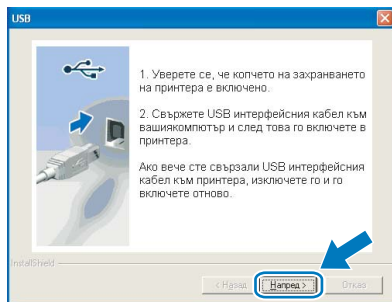 USB
1. Уверете се, че копчето на захранването
на принтера е включено.
2. Свържете USB интерфейсния кабел към
вашиякомпютър и след това го включете в
принтера.
Ако вече сте свързали USB интерфейсния
кабел към принтера, изключете го и го
включете отново.
InstallShield
< Назад
Напред >
Отказ